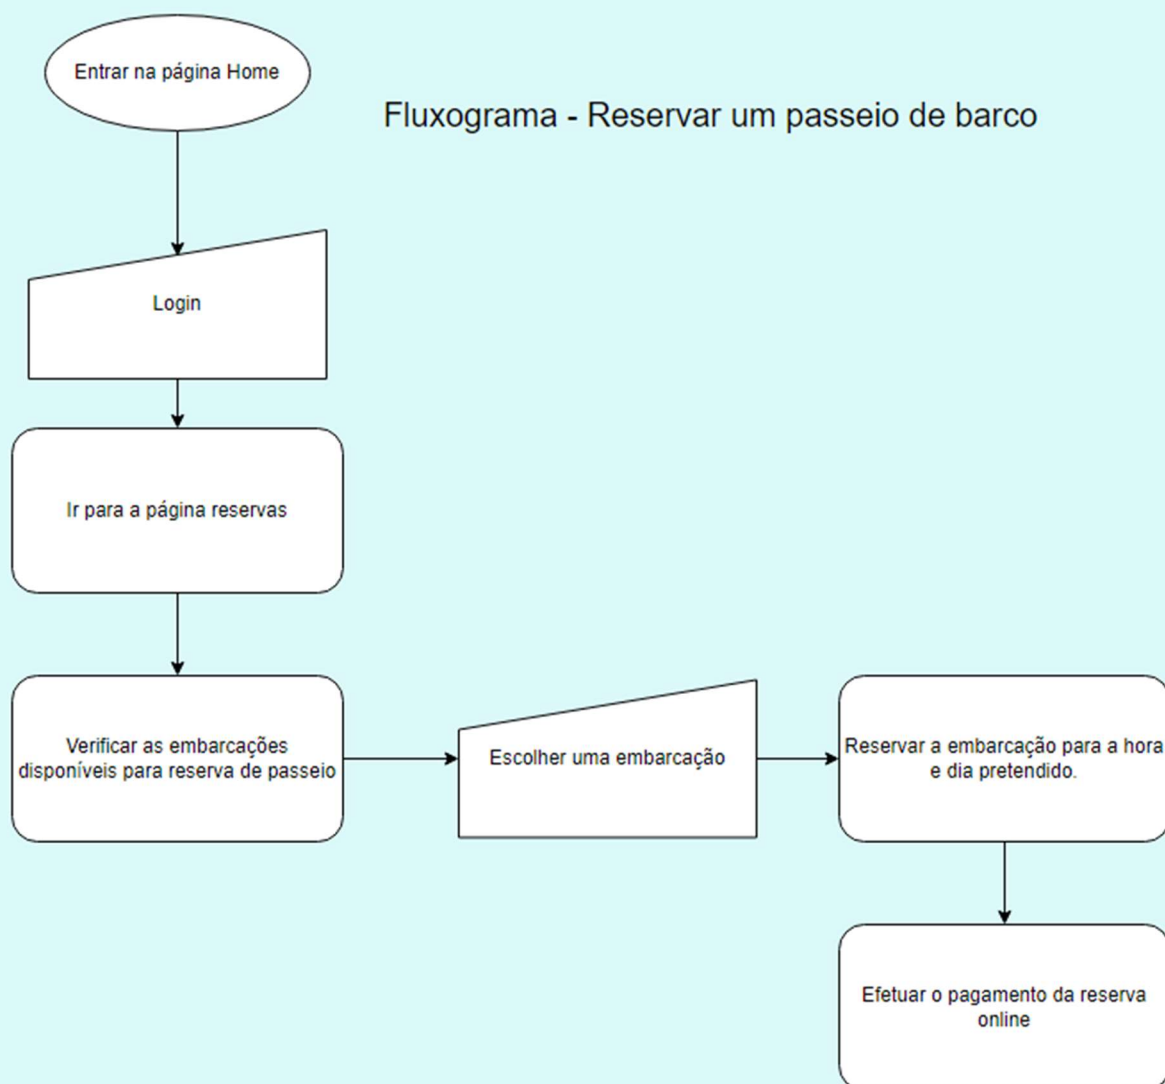 Entrar na página Home
Fluxograma - Reservar um passeio de barco
Login
Ir para a página reservas
Verificar as embarcações
disponíveis para reserva de passeio
Escolher uma embarcação
Reservar a embarcação para a hora
e dia pretendido.
Efetuar o pagamento da reserva
online